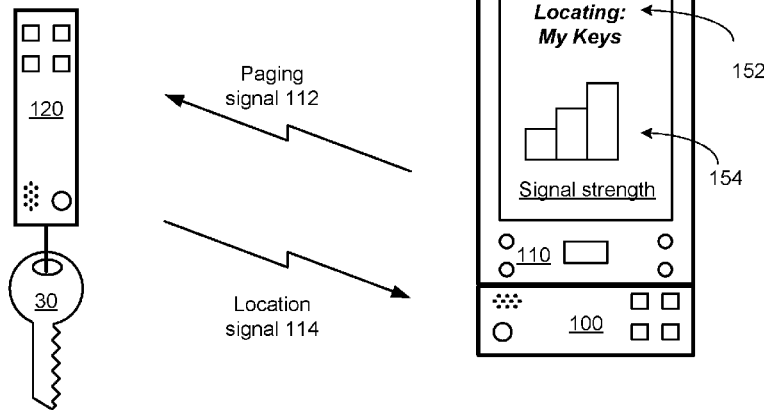 Locating:
My Keys
152
Paging
signal 112
120
154
Signal strength
110
30
Location
signal 114
100